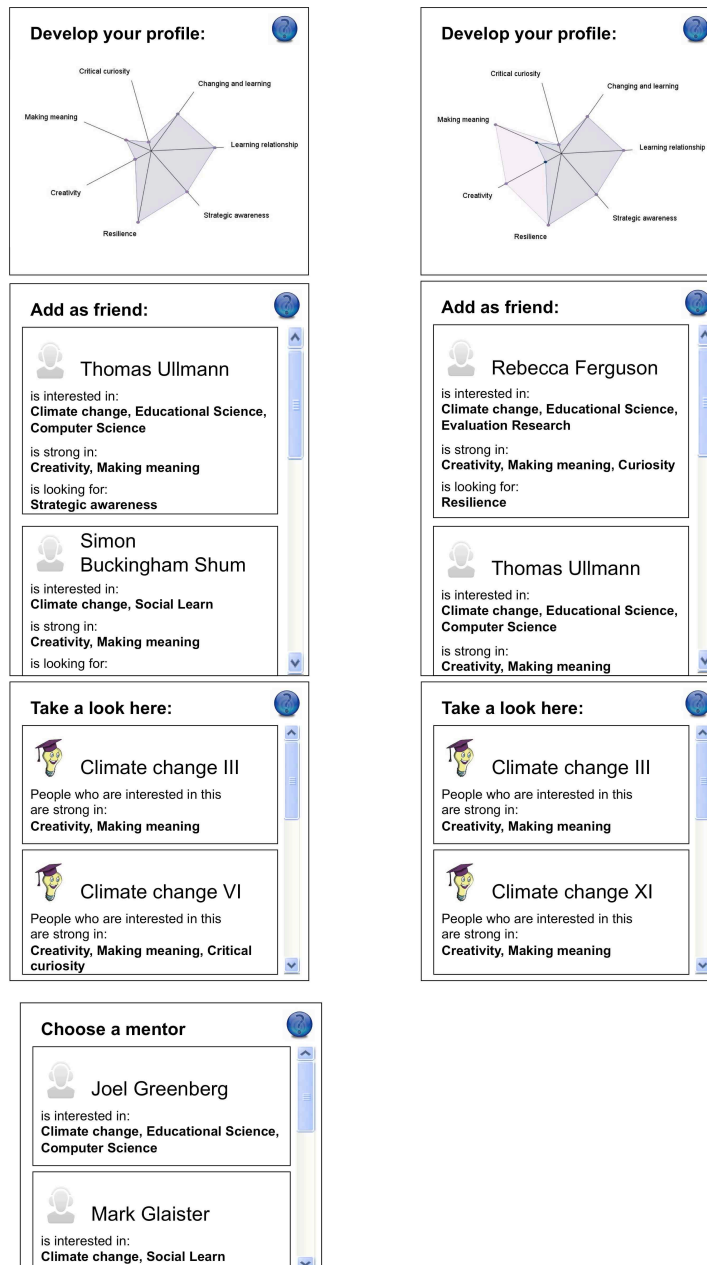 Develop your profile:
Critical curiosity
Changing and learning
Making meaning
Learning relationship
Creativity
Strategic awareness
Resilience
Add as friend:
Thomas Ullmann
is interested in:
Climate change, Educational Science,
Computer Science
is strong in:
Creativity, Making meaning
is looking for:
Strategic awareness
Simon
Buckingham Shum
is interested in:
Climate change, Social Learn
is strong in:
Creativity, Making meaning
is looking for:
Take a look here:
Climate change III
People who are interested in this
are strong in:
Creativity, Making meaning
Climate change VI
People who are interested in this
are strong in:
Creativity, Making meaning, Critical
curiosity
Choose a mentor
Joel Greenberg
is interested in:
Climate change, Educational Science,
Computer Science
Mark Glaister
is interested in:
Climate change, Social Learn
Develop your profile:
Critical curiosity
Changing and learning
Making meaning
Learning relationship
Creativity
Strategic awareness
Resilience
Add as friend:
Rebecca Ferguson
is interested in:
Climate change, Educational Science,
Evaluation Research
is strong in:
Creativity, Making meaning, Curiosity
is looking for:
Resilience
Thomas Ullmann
is interested in:
Climate change, Educational Science,
Computer Science
is strong in:
Creativity, Making meaning
Take a look here:
Climate change III
People who are interested in this
are strong in:
Creativity, Making meaning
Climate change XI
People who are interested in this
are strong in:
Creativity, Making meaning